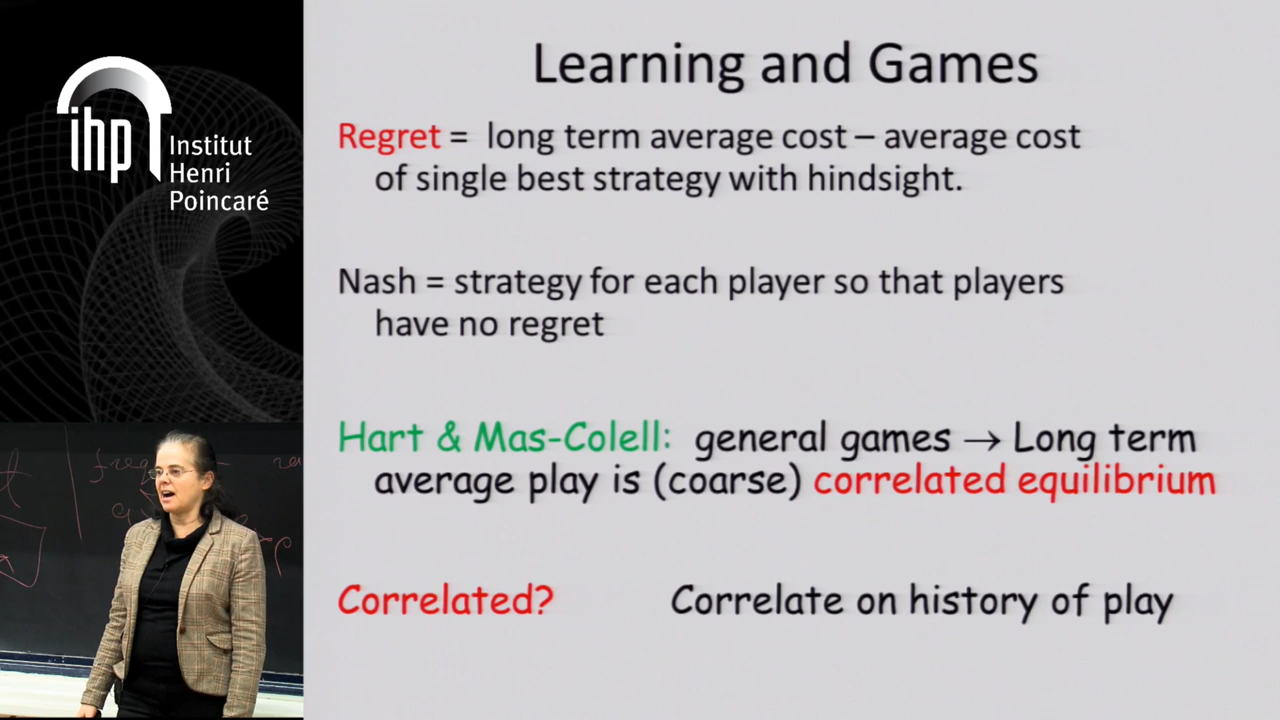 ihp
Institut
Henri
Poincaré
Learning and Games
Regret = long term average cost – average cost
of single best strategy with hindsight.
Nash = strategy for each player so that players
have no regret
Hart & Mas-Colell: general games → Long term
average play is (coarse) correlated equilibrium
Correlated? Correlate on history of play